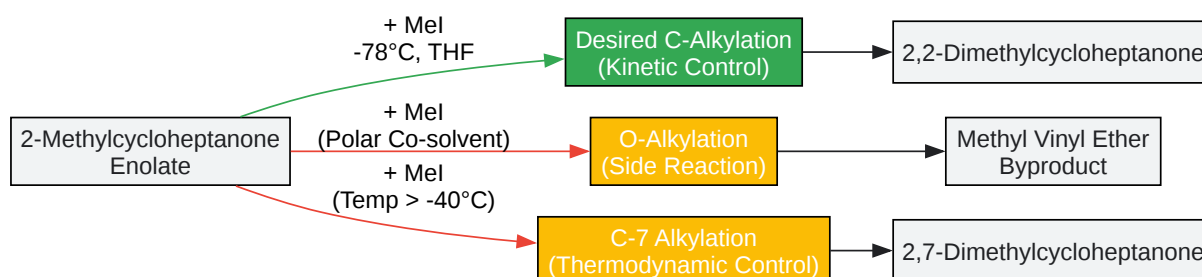 + MeI
-78°C, THF
Desired C-Alkylation
(Kinetic Control)
2,2-Dimethylcycloheptanone
2-Methylcycloheptanone
Enolate
+ MeI
(Polar Co-solvent)
O-Alkylation
(Side Reaction)
Methyl Vinyl Ether
Byproduct
+ MeI
(Temp > -40°C)
C-7 Alkylation
(Thermodynamic Control)
2,7-Dimethylcycloheptanone